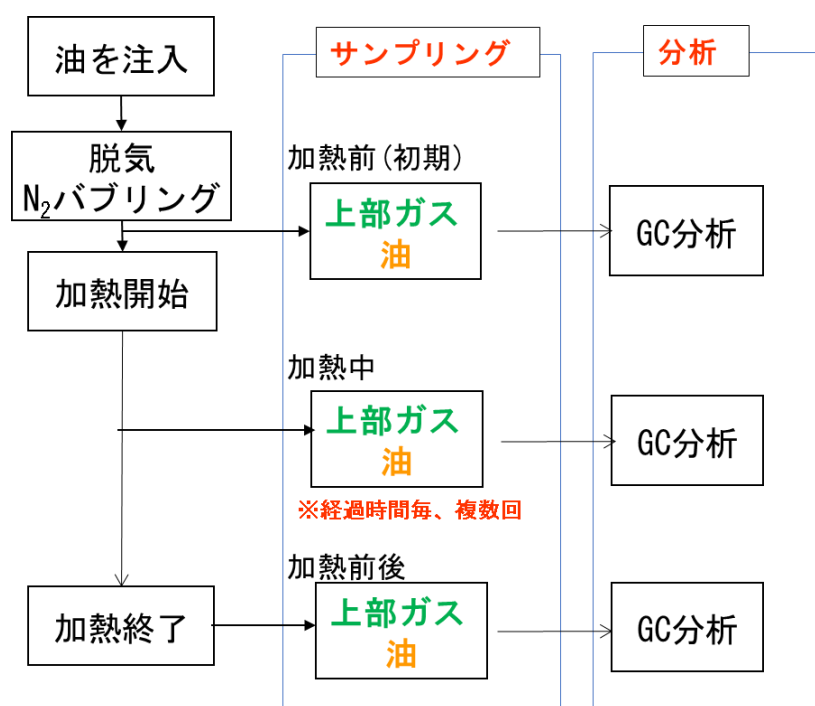 油を注入
サンプリング
分析
脱気
N₂バブリング
加熱前(初期)
上部ガス
油
GC分析
加熱開始
加熱中
上部ガス
油
GC分析
※経過時間毎、複数回
加熱前後
上部ガス
油
GC分析
加熱終了